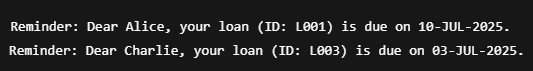 Reminder: Dear Alice, your loan (ID: L001) is due on 10-JUL-2025.
Reminder: Dear Charlie, your loan (ID: L003) is due on 03-JUL-2025.